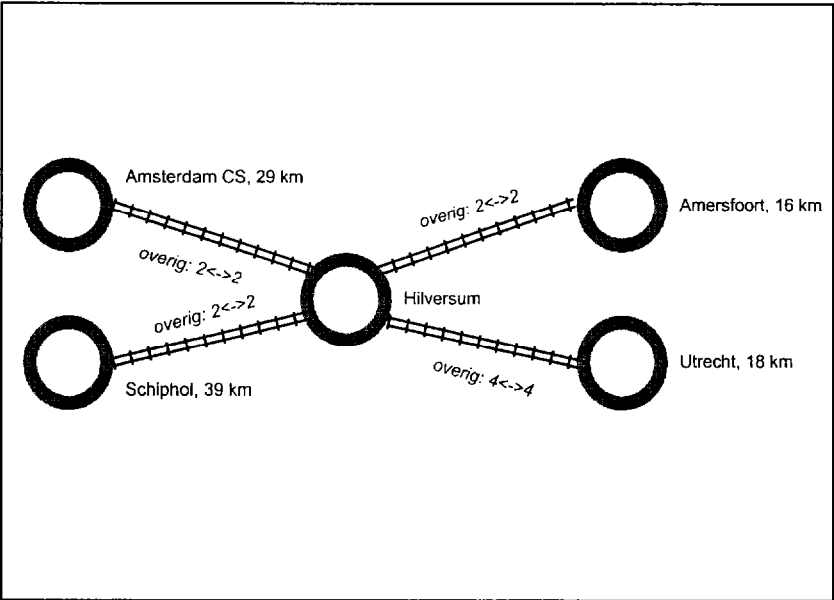 Amsterdam CS, 29 km
overig: 2<->2
overig: 2<->2
Amersfoort, 16 km
overig: 2<->2
Hilversum
Schiphol, 39 km
Utrecht, 18 km
overig: 4<->4